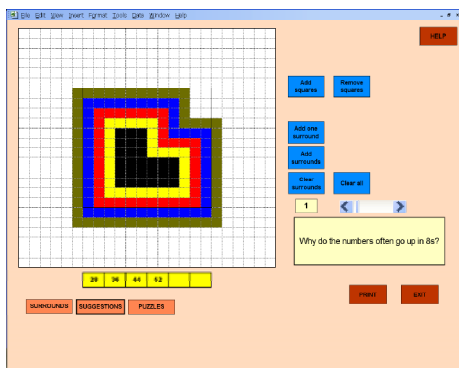 File Edit View Insert Format Tools Data Window Help
HELP
Add squares
Remove squares
Add one surround
Add surrounds
Clear surrounds
Clear all
1
Why do the numbers often go up in 8s?
28 36 44 52
SURROUNDS SUGGESTIONS PUZZLES
PRINT EXIT